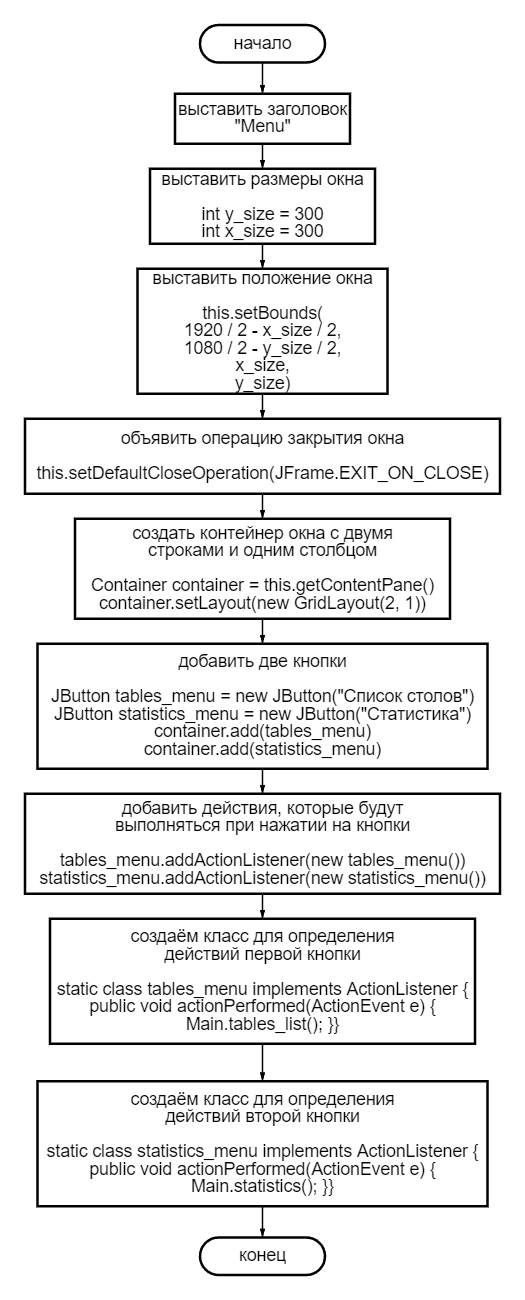 начало
выставить заголовок
"Menu"
выставить размеры окна
int y_size = 300
int x_size = 300
выставить положение окна
this.setBounds(
1920 / 2 - x_size / 2,
1080 / 2 - y_size / 2,
x_size,
y_size)
объявить операцию закрытия окна
this.setDefaultCloseOperation(JFrame.EXIT_ON_CLOSE)
создать контейнер окна с двумя
строками и одним столбцом
Container container = this.getContentPane()
container.setLayout(new GridLayout(2, 1))
добавить две кнопки
JButton tables_menu = new JButton("Список столов")
JButton statistics_menu = new JButton("Статистика")
container.add(tables_menu)
container.add(statistics_menu)
добавить действия, которые будут
выполняться при нажатии на кнопки
tables_menu.addActionListener(new tables_menu())
statistics_menu.addActionListener(new statistics_menu())
создаём класс для определения
действий первой кнопки
static class tables_menu implements ActionListener {
public void actionPerformed(ActionEvent e) {
Main.tables_list(); }}
создаём класс для определения
действий второй кнопки
static class statistics_menu implements ActionListener {
public void actionPerformed(ActionEvent e) {
Main.statistics(); }}
конец